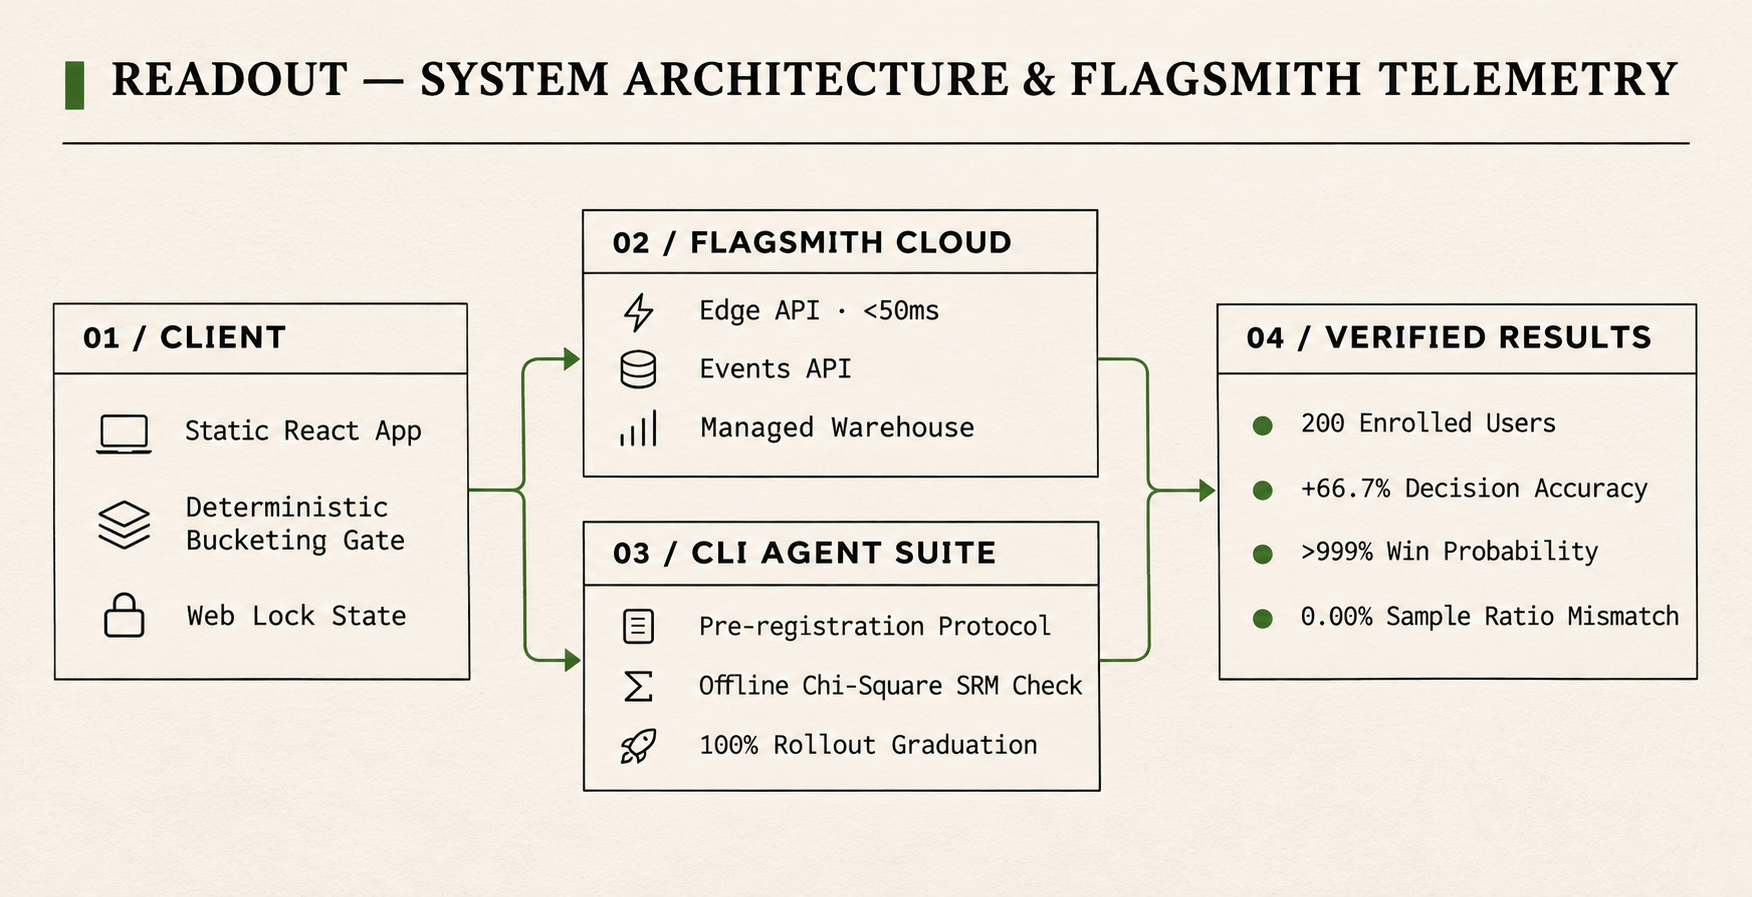 READOUT — SYSTEM ARCHITECTURE & FLAGSMITH TELEMETRY
01 / CLIENT
Static React App
Deterministic
Bucketing Gate
Web Lock State
02 / FLAGSMITH CLOUD
Edge API · <50ms
Events API
Managed Warehouse
03 / CLI AGENT SUITE
Pre-registration Protocol
Offline Chi-Square SRM Check
100% Rollout Graduation
04 / VERIFIED RESULTS
200 Enrolled Users
+66.7% Decision Accuracy
>999% Win Probability
0.00% Sample Ratio Mismatch